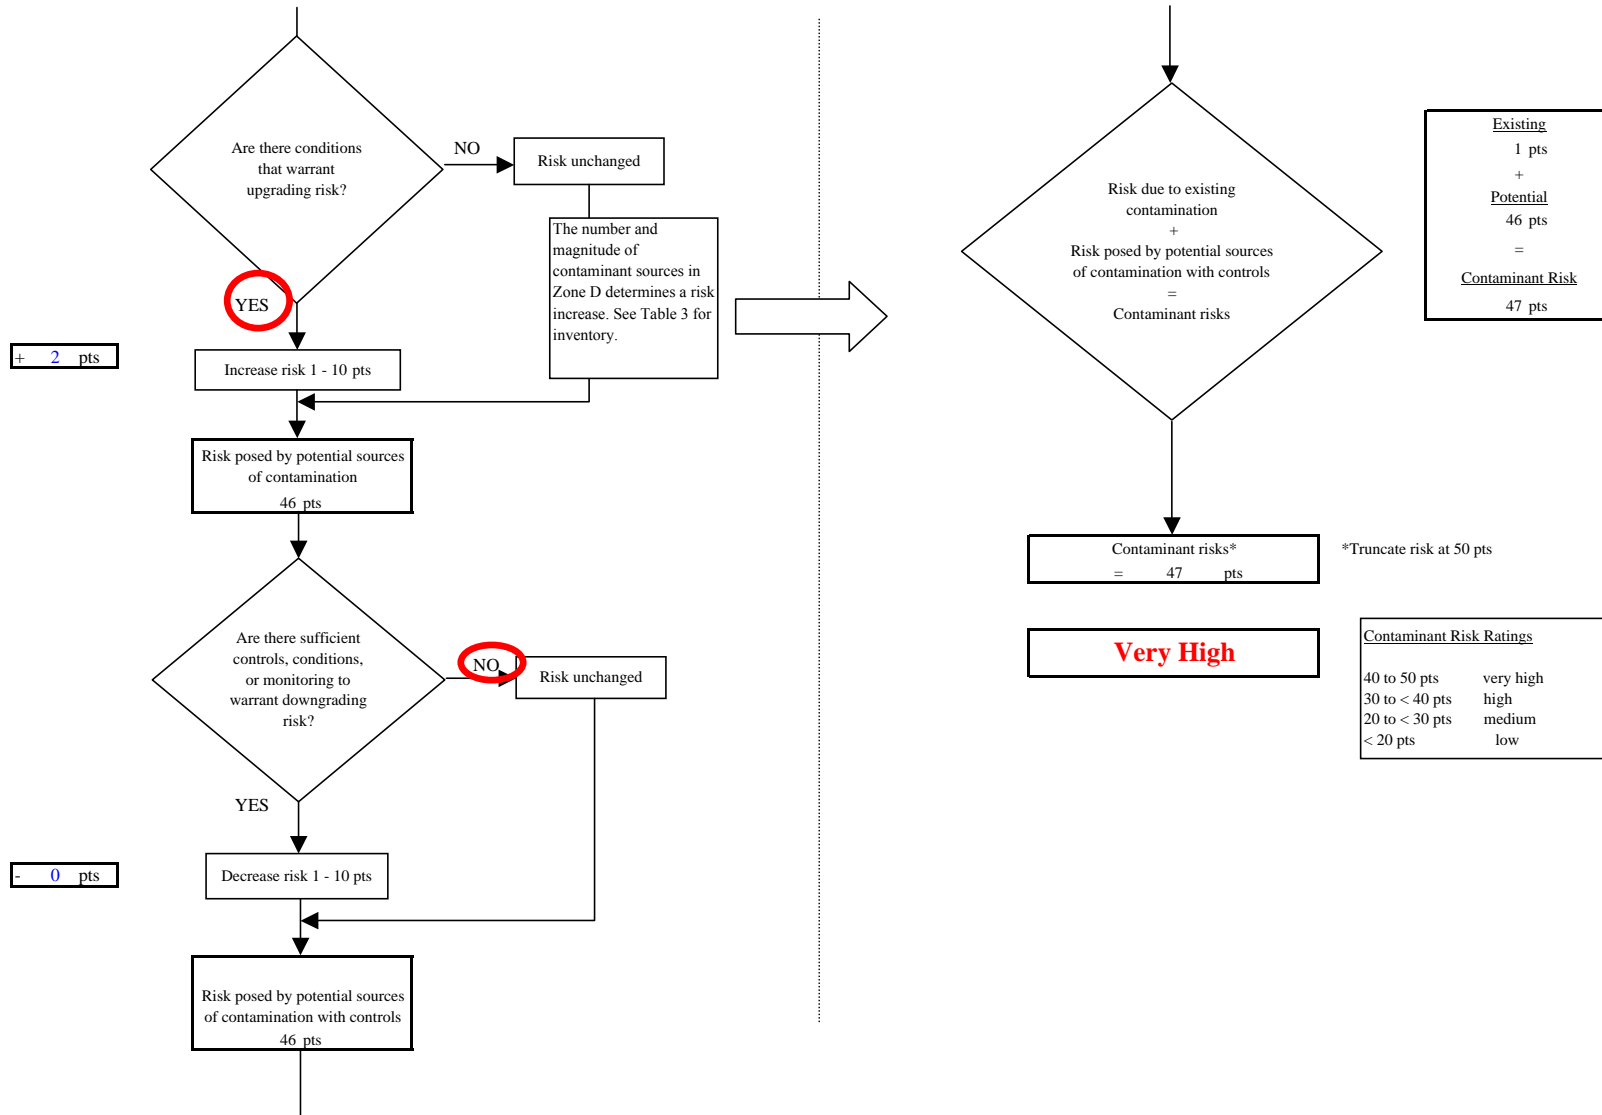 Are there conditions
that warrant
upgrading risk?
NO
Risk unchanged
The number and
magnitude of
contaminant sources in
Zone D determines a risk
increase. See Table 3 for
inventory.
YES
+ 2 pts
Increase risk 1 - 10 pts
Risk posed by potential sources
of contamination
46 pts
Are there sufficient
controls, conditions,
or monitoring to
warrant downgrading
risk?
NO
Risk unchanged
YES
- 0 pts
Decrease risk 1 - 10 pts
Risk posed by potential sources
of contamination with controls
46 pts
Risk due to existing
contamination
+
Risk posed by potential sources
of contamination with controls
=
Contaminant risks
Existing
1 pts
+
Potential
46 pts
=
Contaminant Risk
47 pts
Contaminant risks*
= 47 pts
*Truncate risk at 50 pts
Very High
Contaminant Risk Ratings
40 to 50 pts very high
30 to < 40 pts high
20 to < 30 pts medium
< 20 pts low